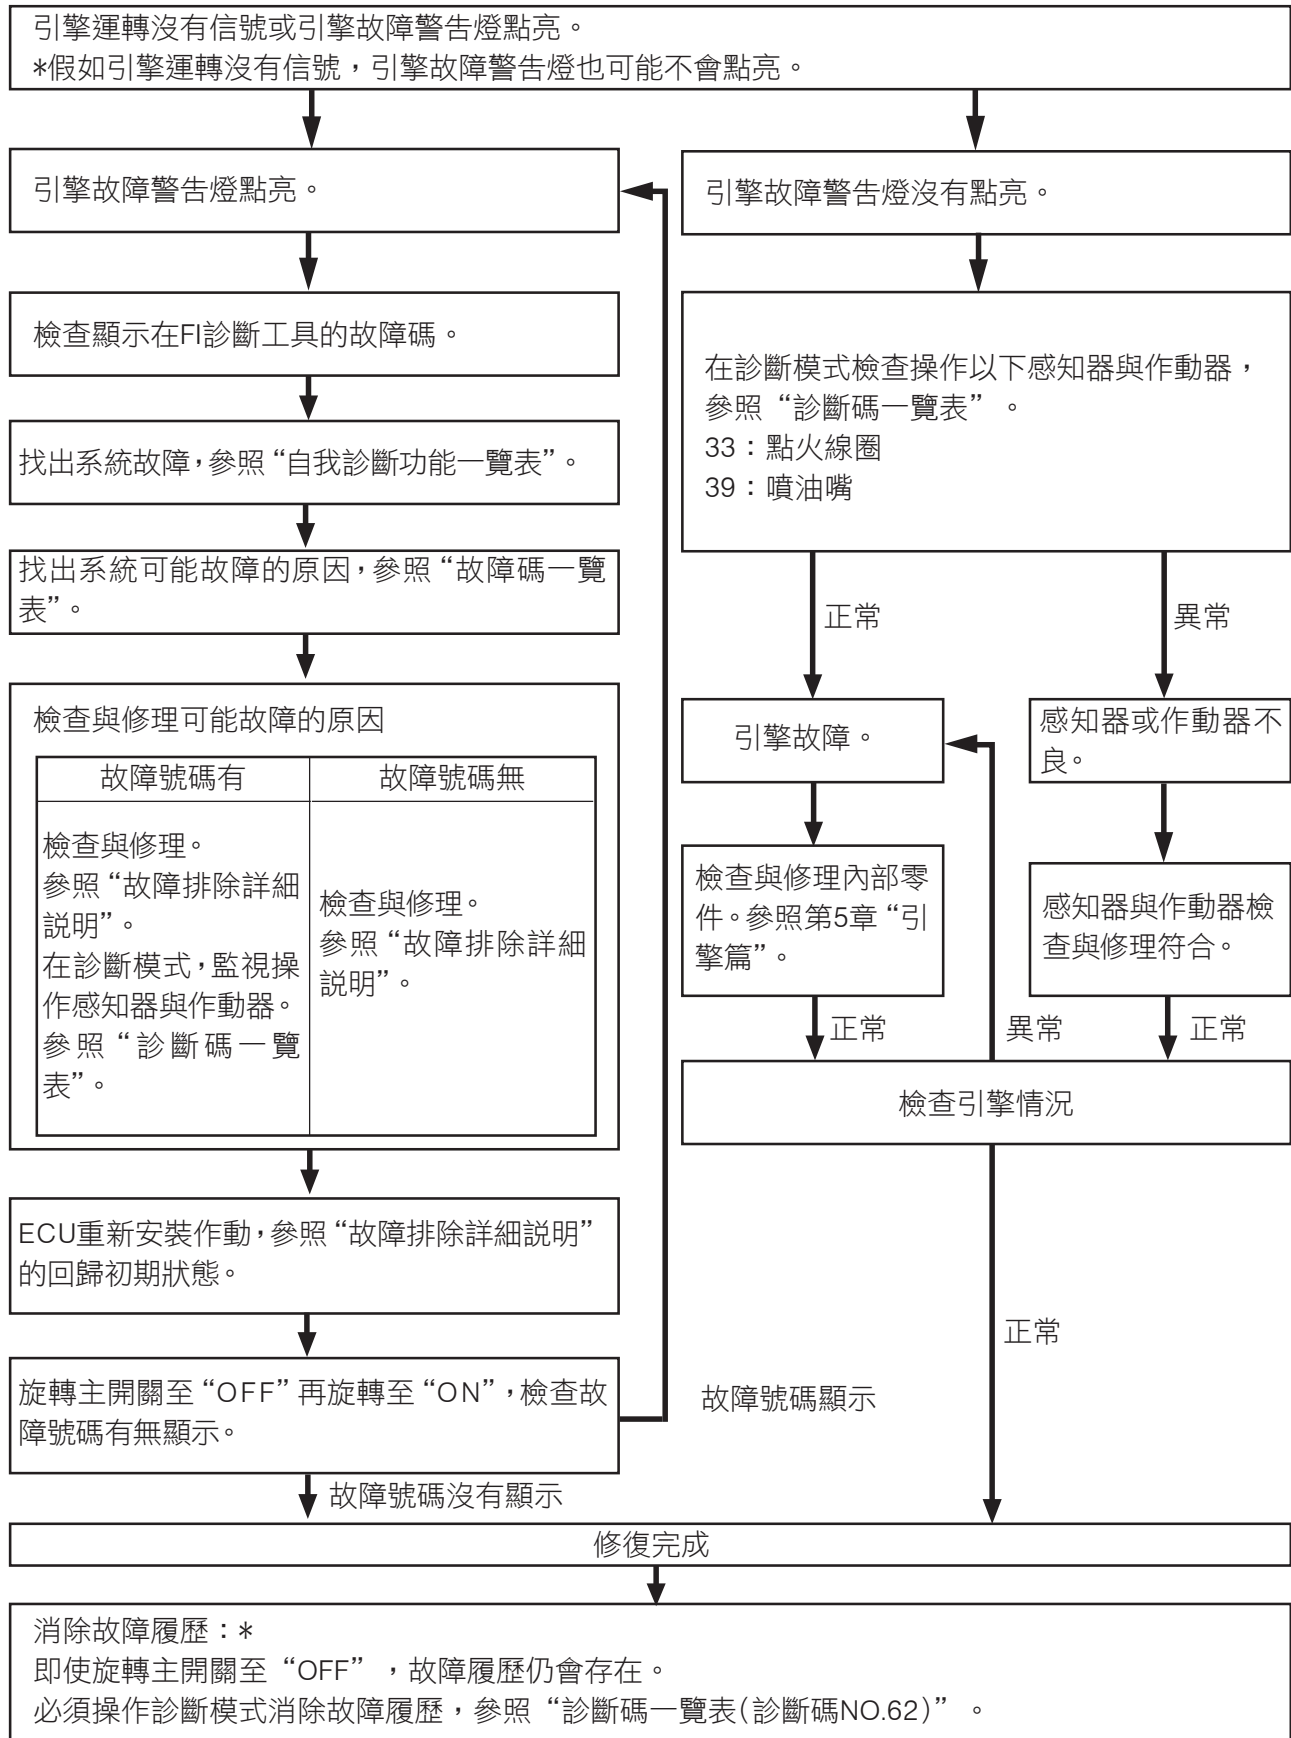 引擎運轉沒有信號或引擎故障警告燈點亮。
*假如引擎運轉沒有信號，引擎故障警告燈也可能不會點亮。
引擎故障警告燈點亮。
檢查顯示在FI診斷工具的故障碼。
找出系統故障，參照“自我診斷功能一覽表”。
找出系統可能故障的原因，參照“故障碼一覽
表”。
檢查與修理可能故障的原因
故障號碼有
檢查與修理。
參照“故障排除詳細
説明”。
在診斷模式，監視操
作感知器與作動器。
參照“診斷碼一覽
表”。
故障號碼無
檢查與修理。
參照“故障排除詳細
説明”。
ECU重新安裝作動，參照“故障排除詳細説明”
的回歸初期狀態。
旋轉主開關至“OFF”再旋轉至“ON”，檢查故
障號碼有無顯示。
故障號碼沒有顯示
故障號碼顯示
引擎故障警告燈沒有點亮。
在診斷模式檢查操作以下感知器與作動器，
參照“診斷碼一覽表”。
33：點火線圈
39：噴油嘴
正常
異常
引擎故障。
感知器或作動器不
良。
檢查與修理內部零
件。參照第5章“引
擎篇”。
感知器與作動器檢
查與修理符合。
正常
異常
正常
檢查引擎情況
正常
修復完成
消除故障履歷：*
即使旋轉主開關至“OFF”，故障履歷仍會存在。
必須操作診斷模式消除故障履歷，參照“診斷碼一覽表(診斷碼NO.62)”。